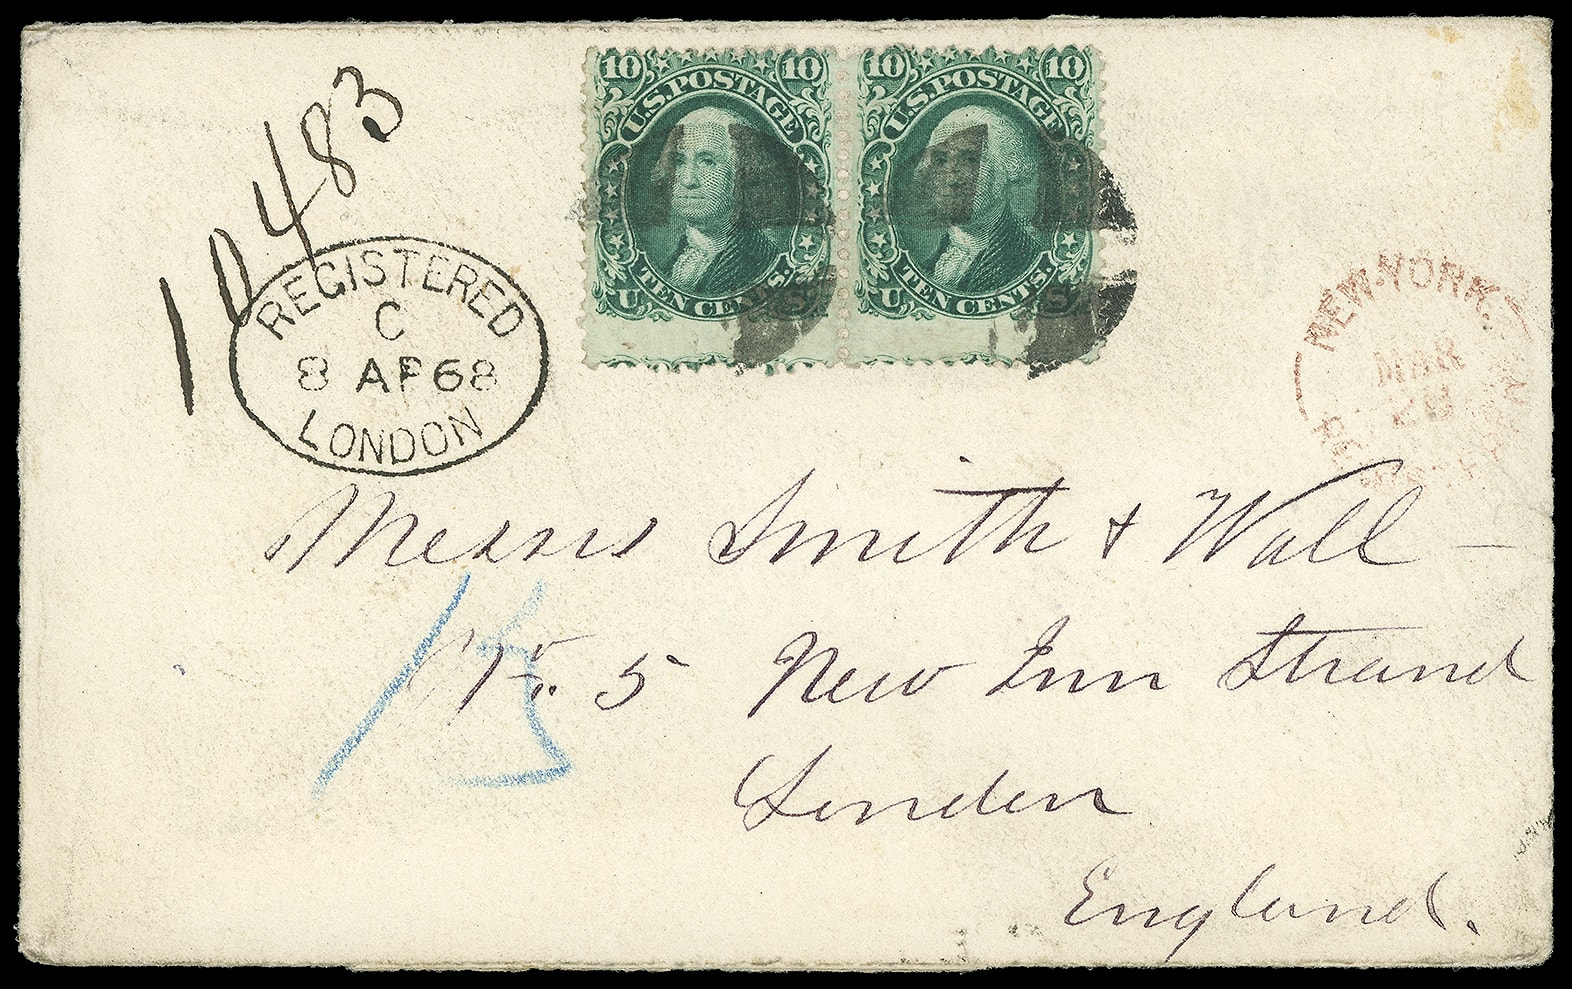 10483
REGISTERED
C
8 AP 68
LONDON
10 10
U.S. POSTAGE
U. TEN CENTS. S.
10 10
U.S. POSTAGE
U. TEN CENTS. S.
NEW-YORK.
MAR
Messrs Smith & Wall
No. 5 New Inn Strand
London
England.